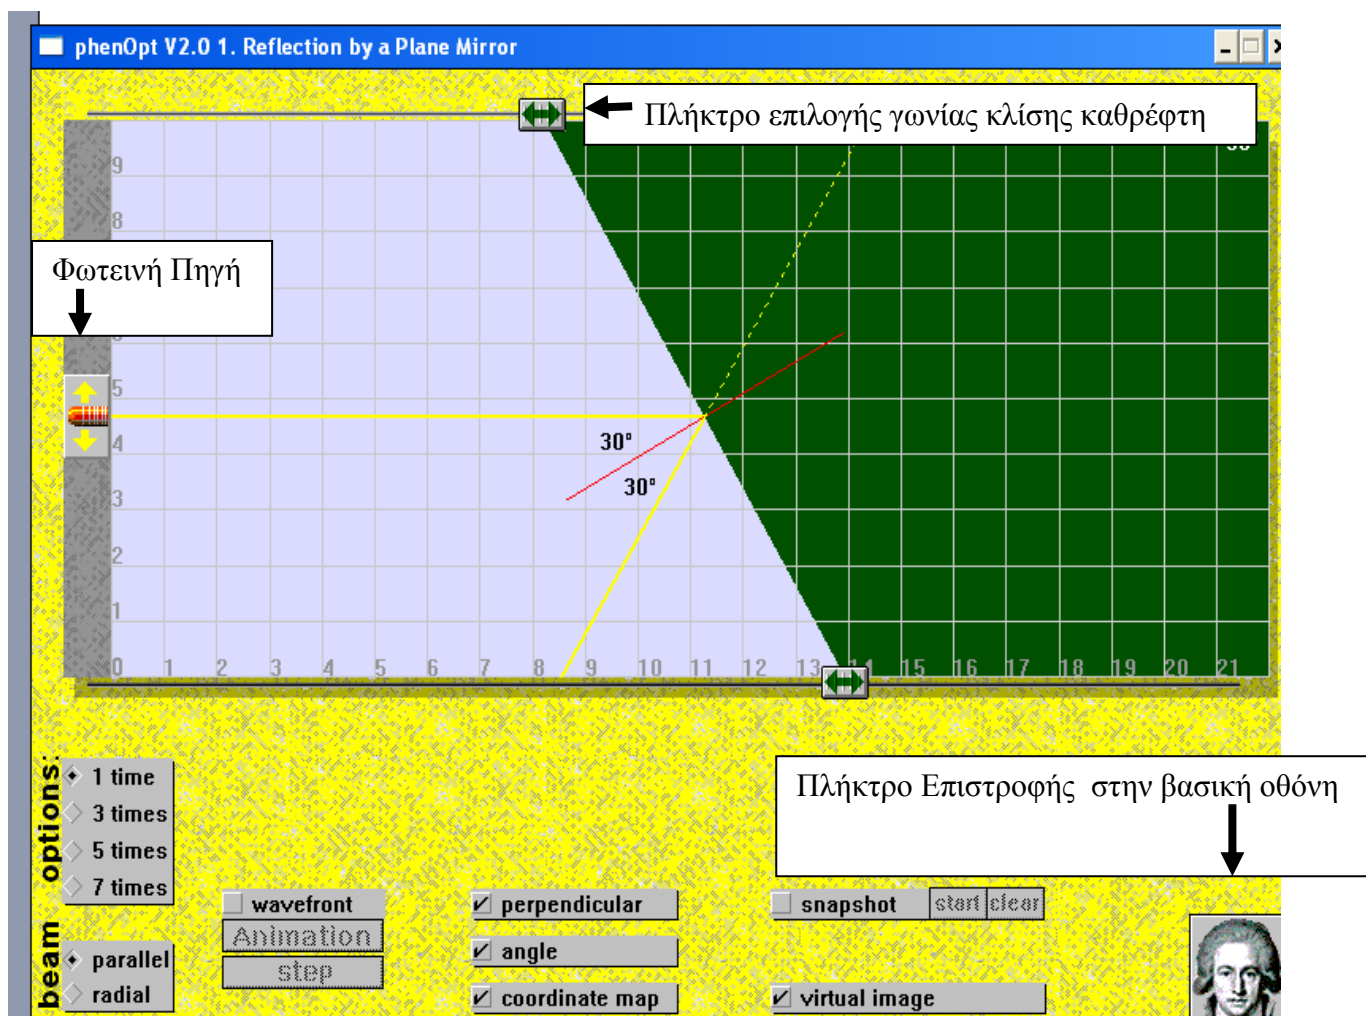 phenOpt V2.0 1. Reflection by a Plane Mirror
Πλήκτρο επιλογής γωνίας κλίσης καθρέφτη
9
8
Φωτεινή Πηγή
5
4
3
2
1
30°
30°
0 1 2 3 4 5 6 7 8 9 10 11 12 13 14 15 16 17 18 19 20 21
Πλήκτρο Επιστροφής στην βασική οθόνη
beam options:
1 time
3 times
5 times
7 times
parallel
radial
wavefront
Animation
step
perpendicular
angle
coordinate map
snapshot start clear
virtual image